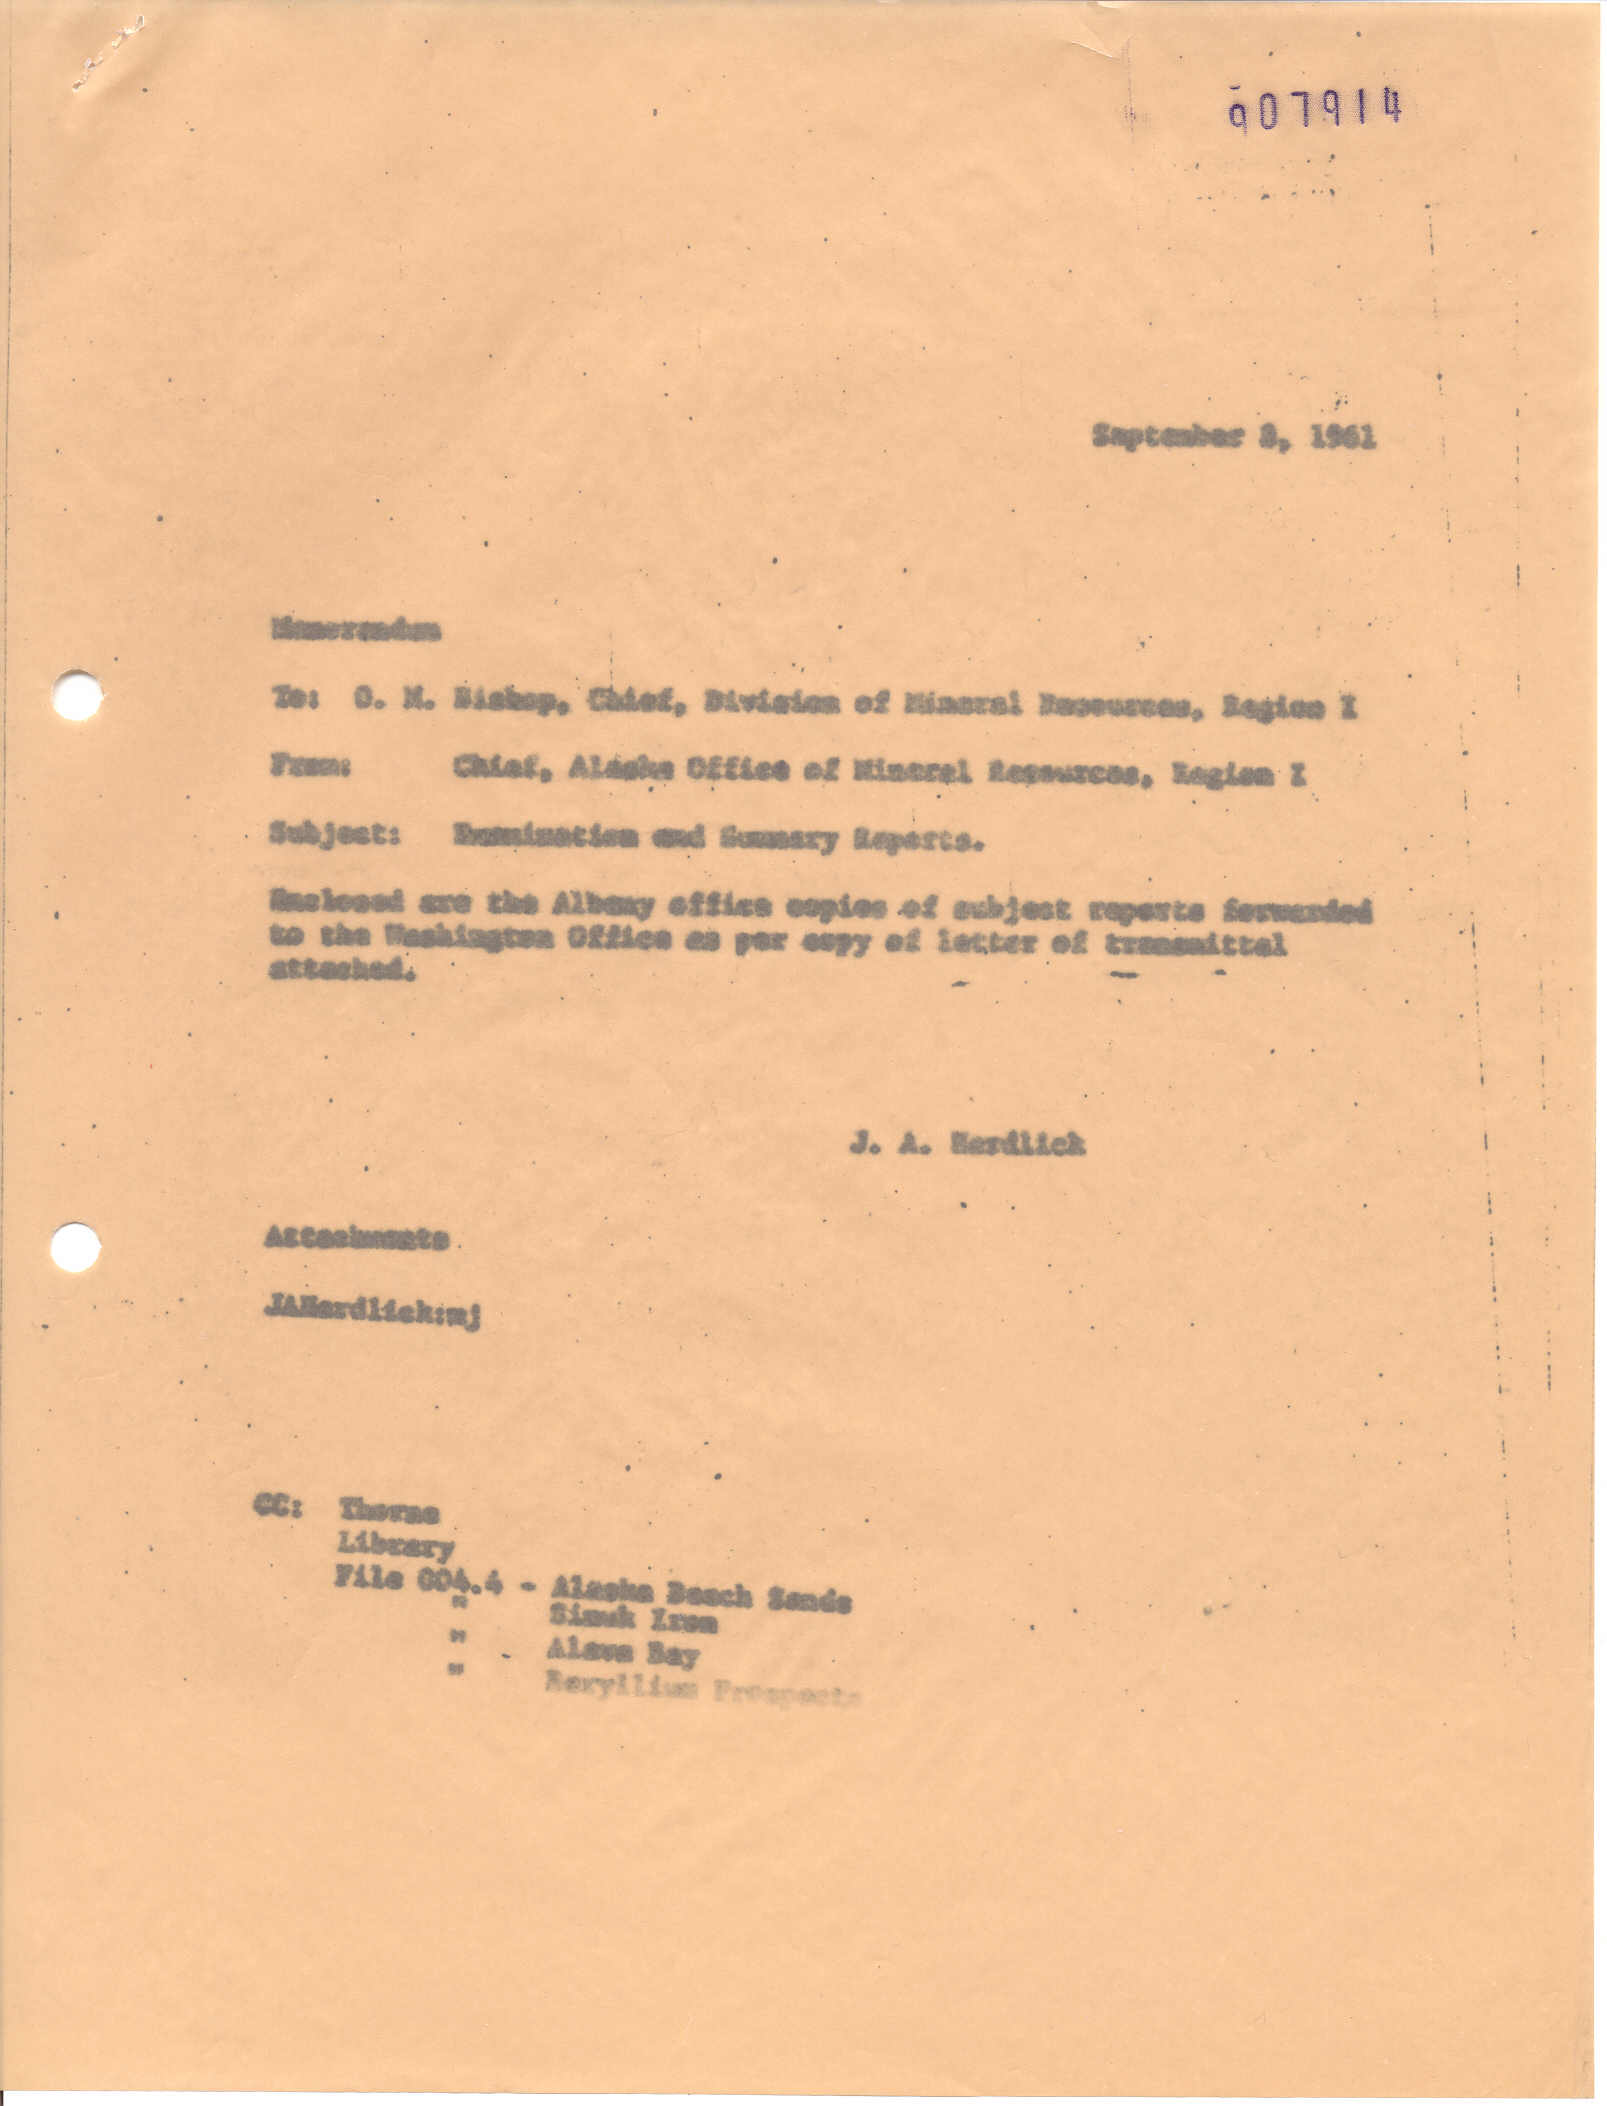 907914
September 8, 1961
Memorandum
To: O. M. Bishop, Chief, Division of Mineral Resources, Region I
From: Chief, Alaska Office of Mineral Resources, Region I
Subject: Examination and Summary Reports.
Enclosed are the Albany office copies of subject reports forwarded
to the Washington Office as per copy of letter of transmittal
attached.
J. A. Herdlick
Attachments
JAHerdlick:mj
CC: Thorne
Library
File 004.4 - Alaska Beach Sands
" Sinuk Iron
" Alava Bay
" Beryllium Prospects